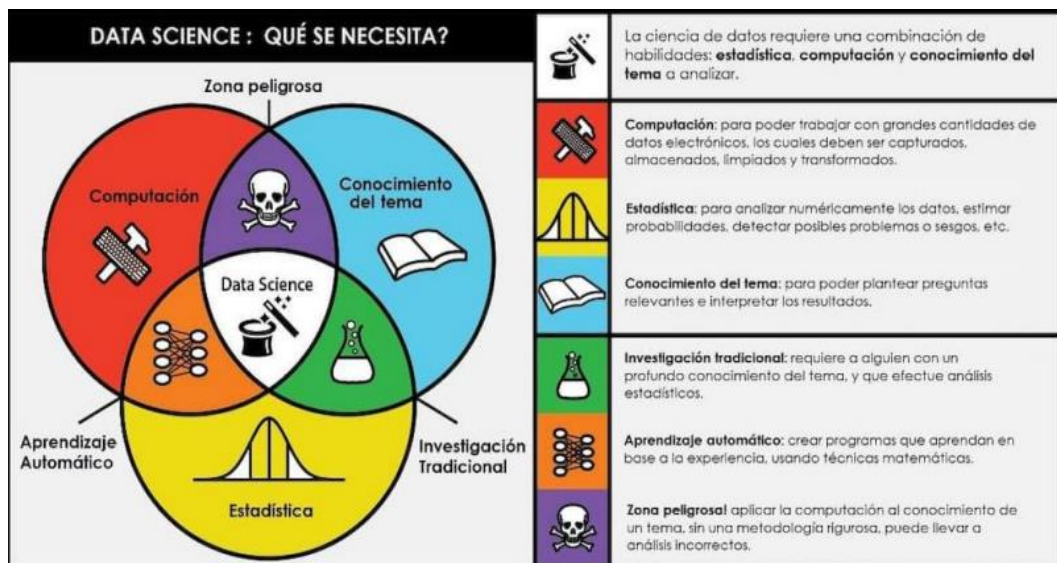 DATA SCIENCE : QUÉ SE NECESITA?
Zona peligrosa
Computación
Conocimiento
del tema
Data Science
Aprendizaje
Automático
Investigación
Tradicional
Estadística
La ciencia de datos requiere una combinación de
habilidades: estadística, computación y conocimiento del
tema a analizar.
Computación: para poder trabajar con grandes cantidades de
datos electrónicos, los cuales deben ser capturados,
almacenados, limpiados y transformados.
Estadística: para analizar numéricamente los datos, estimar
probabilidades, detectar posibles problemas o sesgos, etc.
Conocimiento del tema: para poder plantear preguntas
relevantes e interpretar los resultados.
Investigación tradicional: requiere a alguien con un
profundo conocimiento del tema, y que efectue análisis
estadísticos.
Aprendizaje automático: crear programas que aprendan en
base a la experiencia, usando técnicas matemáticas.
Zona peligrosa! aplicar la computación al conocimiento de
un tema, sin una metodología rigurosa, puede llevar a
análisis incorrectos.